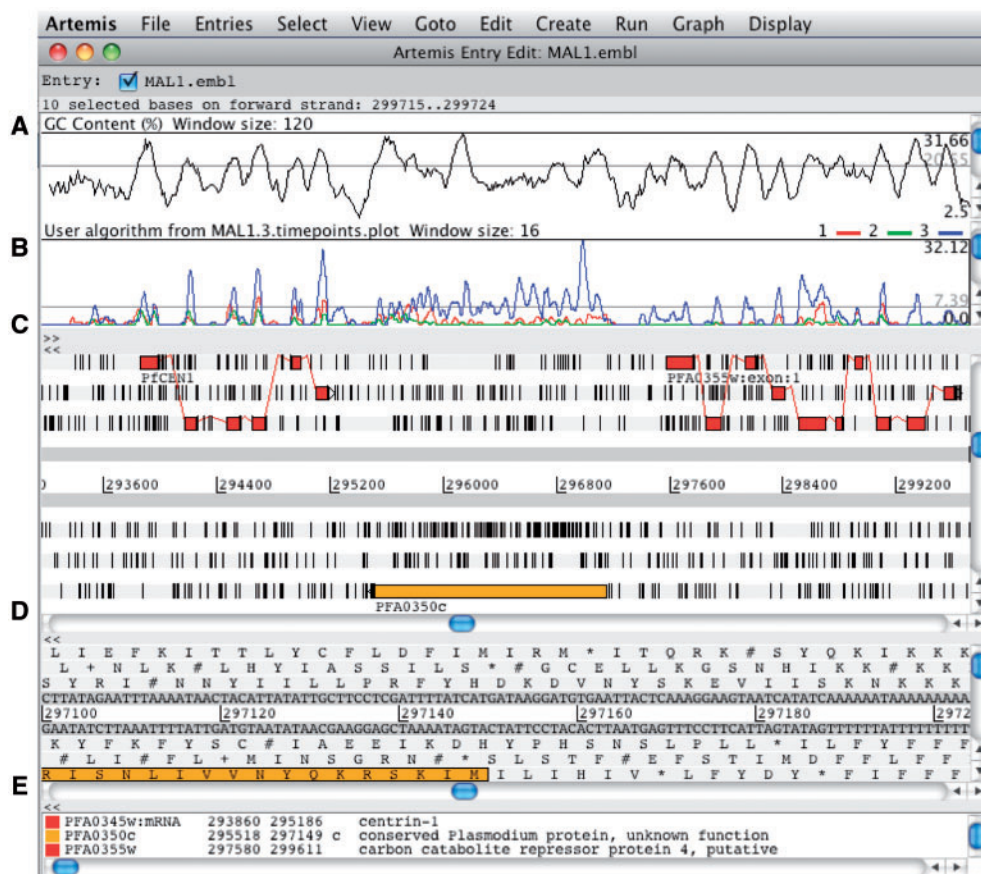 Artemis File Entries Select View Goto Edit Create Run Graph Display
Artemis Entry Edit: MAL1.embl
Entry: MAL1.embl
10 selected bases on forward strand: 299715..299724
A
GC Content (%) Window size: 120
31.66
20.55
2.5
User algorithm from MAL1.3.timepoints.plot Window size: 16
1 2 3
B
32.12
7.39
0.0
C
>>
<<
PfCEN1 PFA0355w:exon:1
293600 294400 295200 296000 296800 297600 298400 299200
PFA0350c
D
<<
L I E F K I T T L Y C F L D F I M I R M * I T Q R K # S Y Q K I K K K
L + N L K # L H Y I A S S I L S * # G C E L L K G S N H I K K # K K
S Y R I # N N Y I I L L P R F Y H D K D V N Y S K E V I I S K N K K K
CTTATAGAATTTAAAATAACTACATTATATTGCTTCCTCGATTTTATCATGATAAGGATGTGAATTACTCAAAGGAAGTAATCATATCAAAAAAATAAAAAAAA
297100 297120 297140 297160 297180 2972
GAATATCTTAAATTTTATTGATGTAATATAACGAAGGAGCTAAAATAGTACTATTCCTACACTTAATGAGTTTCCTTCATTAGTATAGTTTTTTTATTTTTTTT
K Y F K F Y S C # I A E E I K D H Y P H S N S L P L L * I L F Y F F F
# L I # F L + M I N S G R N # * S L S T F # E F S T I M D F F L F F
R I S N L I V V N Y Q K R S K I M I L I H I V * L F Y D Y * F I F F F
E
<<
PFA0345w:mRNA 293860 295186 centrin-1
PFA0350c 295518 297149 c conserved Plasmodium protein, unknown function
PFA0355w 297580 299611 carbon catabolite repressor protein 4, putative